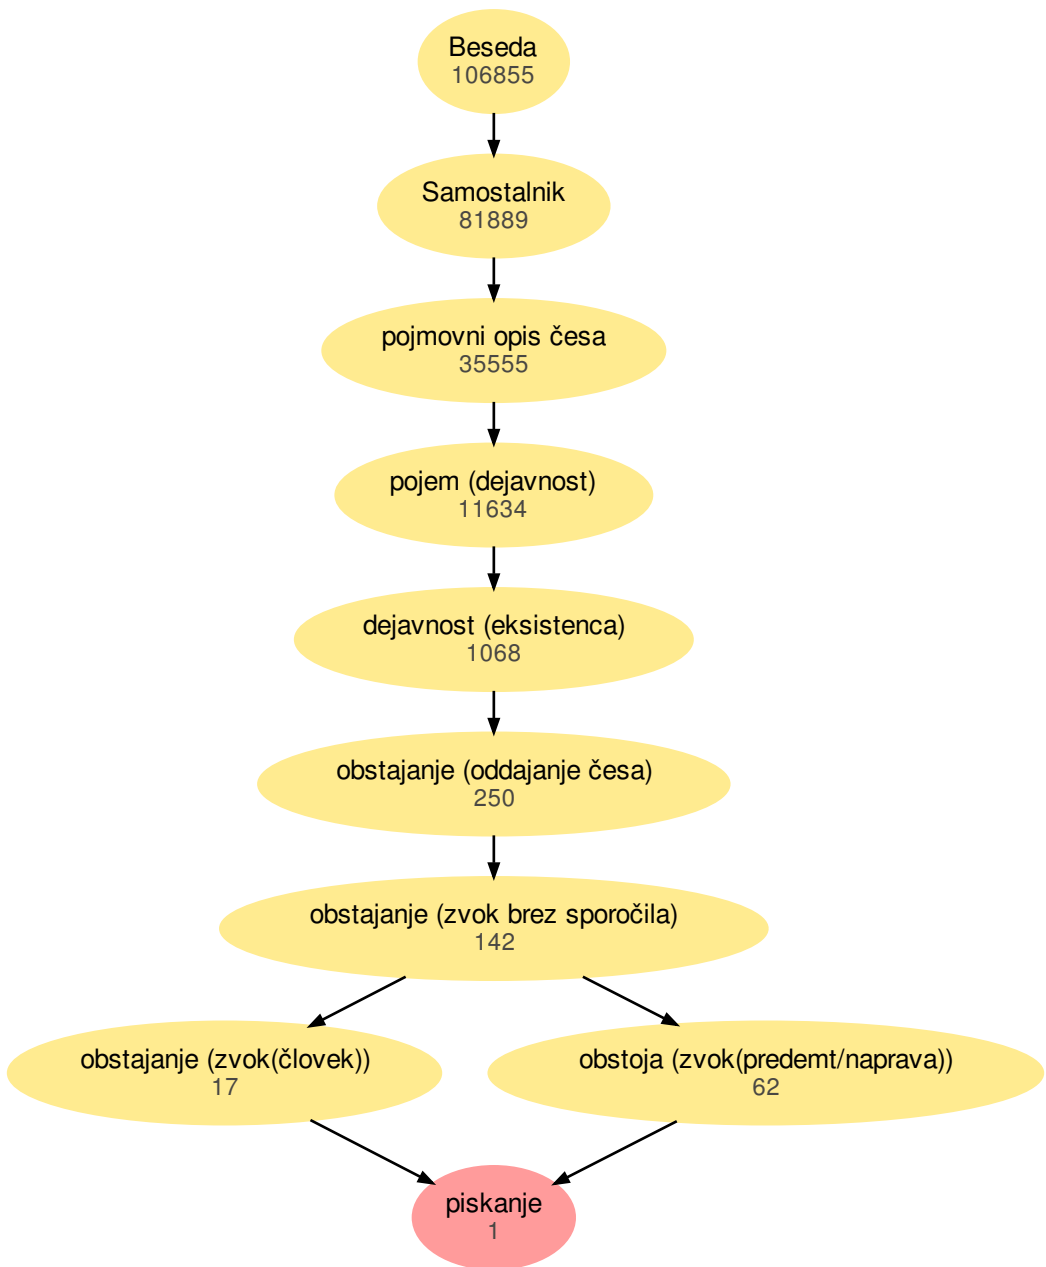 Beseda
106855
Samostalnik
81889
pojmovni opis česa
35555
pojem (dejavnost)
11634
dejavnost (eksistenca)
1068
obstajanje (oddajanje česa)
250
obstajanje (zvok brez sporočila)
142
obstajanje (zvok(človek))
17
obstoja (zvok(predemt/naprava))
62
piskanje
1